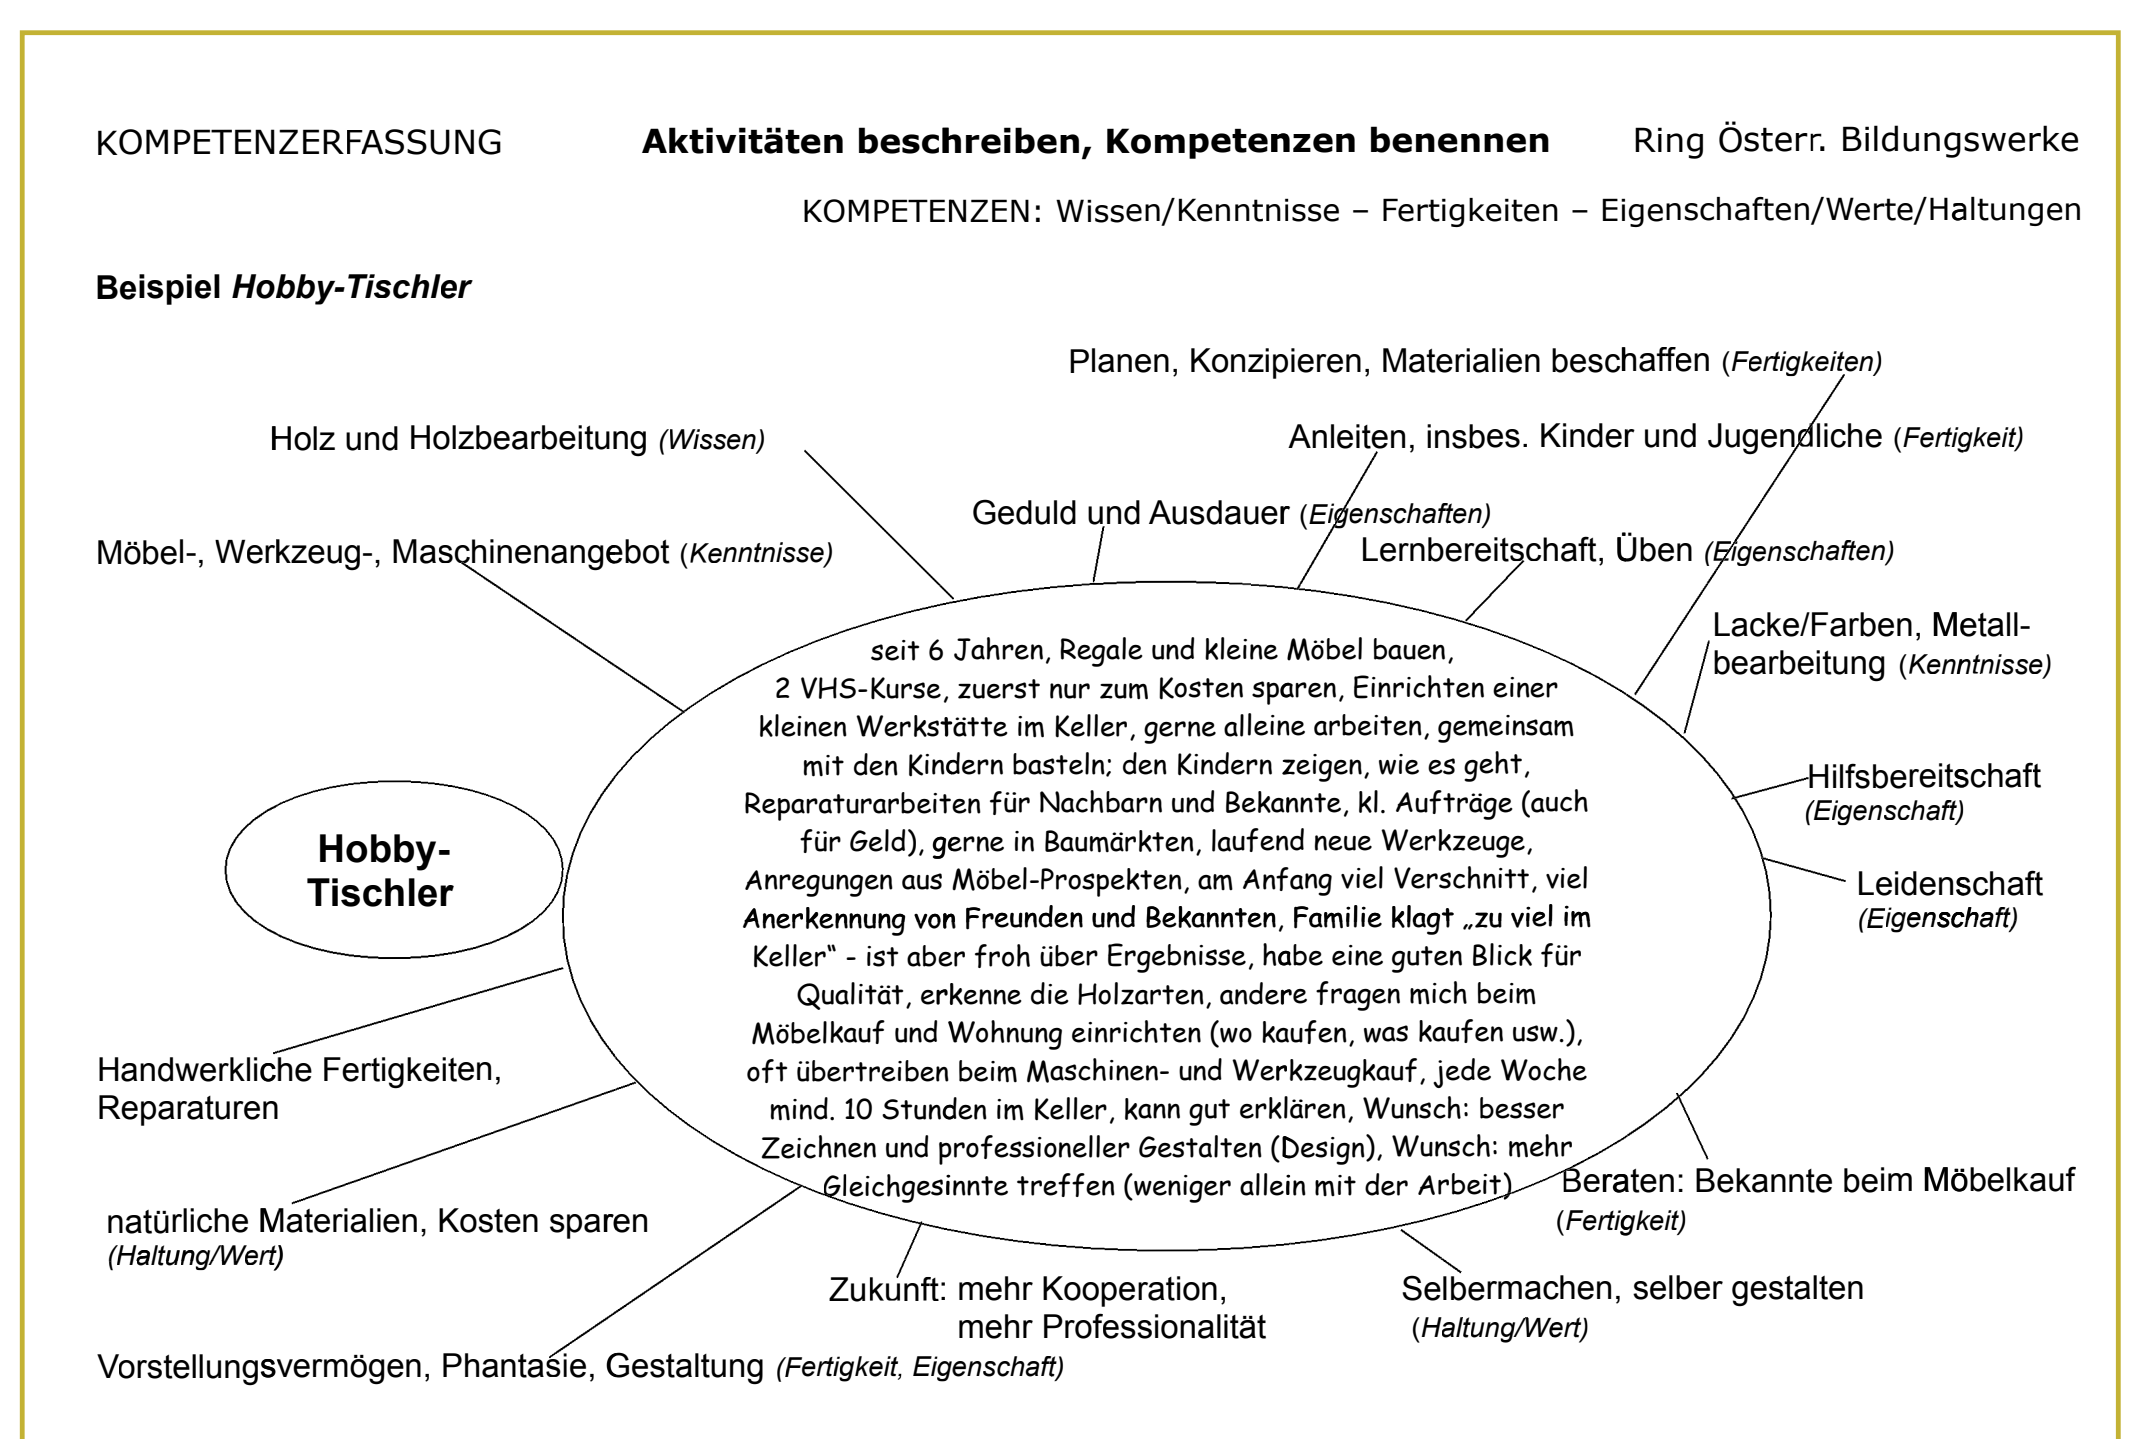 KOMPETENZERFASSUNG Aktivitäten beschreiben, Kompetenzen benennen Ring Österr. Bildungswerke
KOMPETENZEN: Wissen/Kenntnisse – Fertigkeiten – Eigenschaften/Werte/Haltungen
Beispiel Hobby-Tischler
Planen, Konzipieren, Materialien beschaffen (Fertigkeiten)
Holz und Holzbearbeitung (Wissen)
Anleiten, insbes. Kinder und Jugendliche (Fertigkeit)
Geduld und Ausdauer (Eigenschaften)
Möbel-, Werkzeug-, Maschinenangebot (Kenntnisse)
Lernbereitschaft, Üben (Eigenschaften)
Lacke/Farben, Metall-
bearbeitung (Kenntnisse)
seit 6 Jahren, Regale und kleine Möbel bauen,
2 VHS-Kurse, zuerst nur zum Kosten sparen, Einrichten einer
kleinen Werkstätte im Keller, gerne alleine arbeiten, gemeinsam
mit den Kindern basteln; den Kindern zeigen, wie es geht,
Reparaturarbeiten für Nachbarn und Bekannte, kl. Aufträge (auch
für Geld), gerne in Baumärkten, laufend neue Werkzeuge,
Anregungen aus Möbel-Prospekten, am Anfang viel Verschnitt, viel
Anerkennung von Freunden und Bekannten, Familie klagt „zu viel im
Keller“ - ist aber froh über Ergebnisse, habe eine guten Blick für
Qualität, erkenne die Holzarten, andere fragen mich beim
Möbelkauf und Wohnung einrichten (wo kaufen, was kaufen usw.),
oft übertreiben beim Maschinen- und Werkzeugkauf, jede Woche
mind. 10 Stunden im Keller, kann gut erklären, Wunsch: besser
Zeichnen und professioneller Gestalten (Design), Wunsch: mehr
Gleichgesinnte treffen (weniger allein mit der Arbeit)
Hilfsbereitschaft
(Eigenschaft)
Hobby-
Tischler
Leidenschaft
(Eigenschaft)
Handwerkliche Fertigkeiten,
Reparaturen
Beraten: Bekannte beim Möbelkauf
(Fertigkeit)
natürliche Materialien, Kosten sparen
(Haltung/Wert)
Zukunft: mehr Kooperation,
mehr Professionalität
Selbermachen, selber gestalten
(Haltung/Wert)
Vorstellungsvermögen, Phantasie, Gestaltung (Fertigkeit, Eigenschaft)